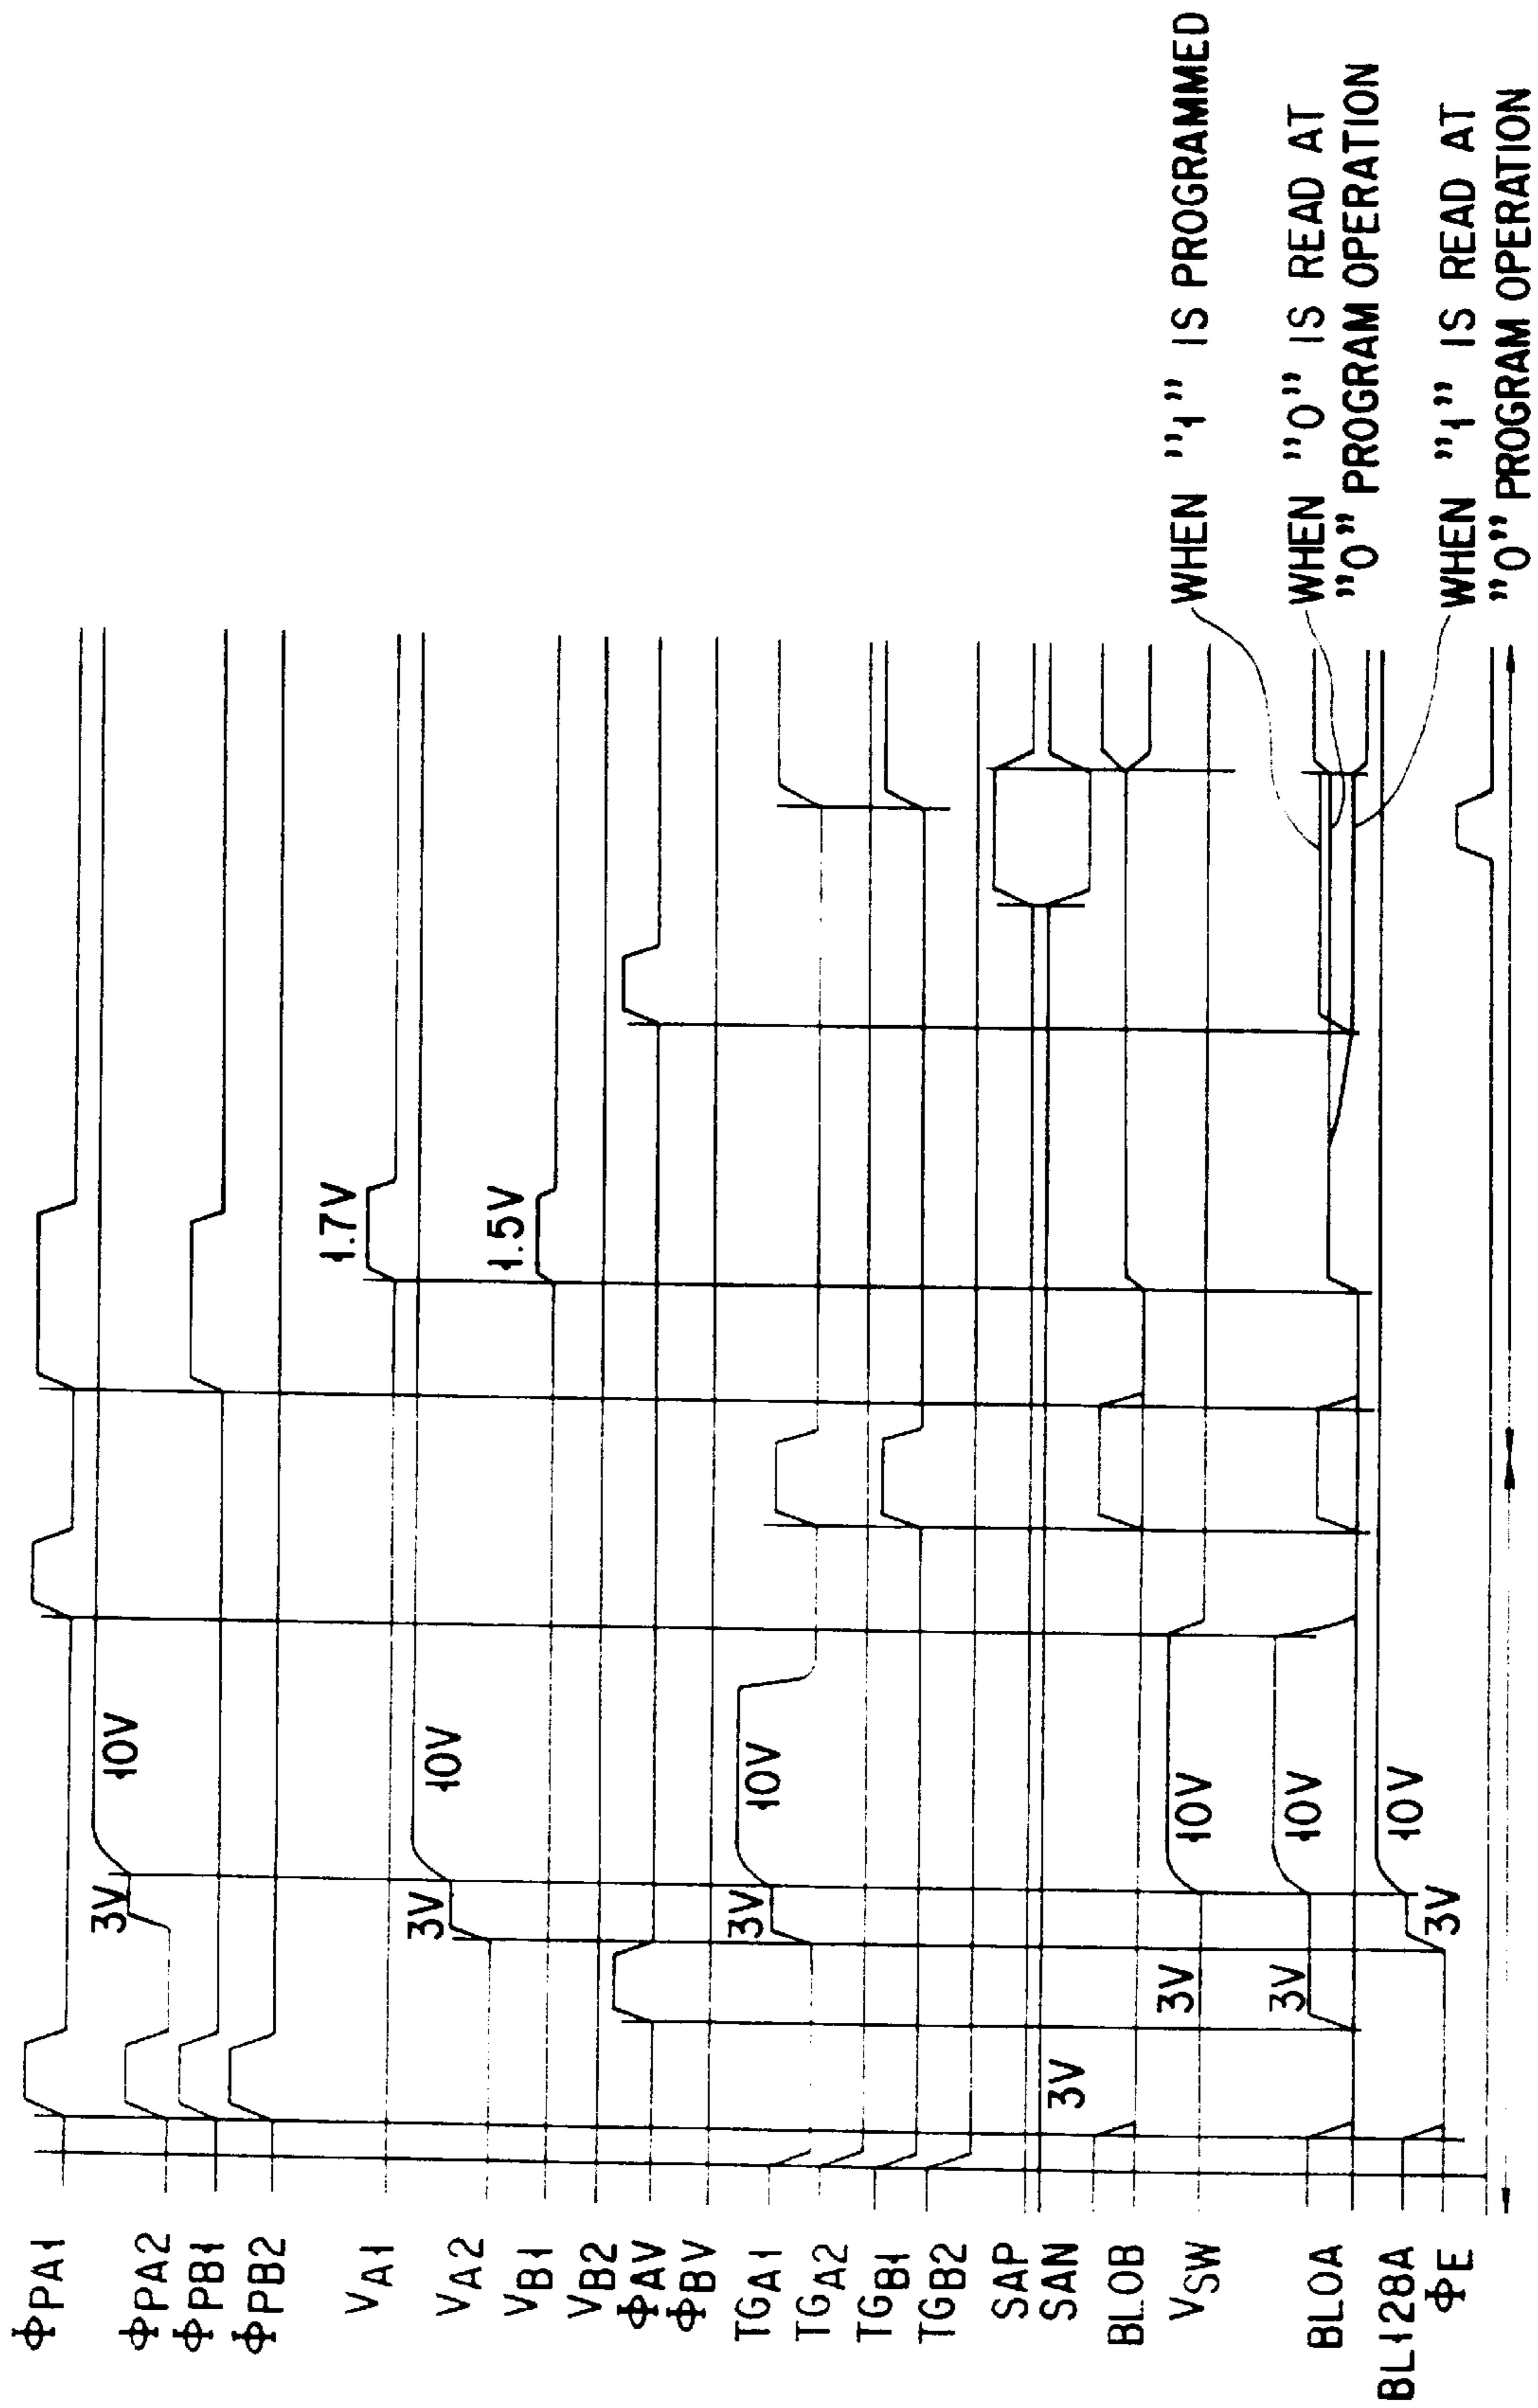 ΦPA1
10V
3V
ΦPA2
ΦPB1
ΦPB2
1.7V
VA1
10V
3V
VA2
1.5V
VB1
VB2
ΦAV
ΦBV
10V
3V
TGA1
TGA2
TGB1
TGB2
SAP
SAN
3V
BL0B
10V
3V
VSW
10V
3V
BL0A
10V
3V
BL128A
ΦE
WHEN "1" IS PROGRAMMED
WHEN "0" IS READ AT
"0" PROGRAM OPERATION
WHEN "1" IS READ AT
"0" PROGRAM OPERATION